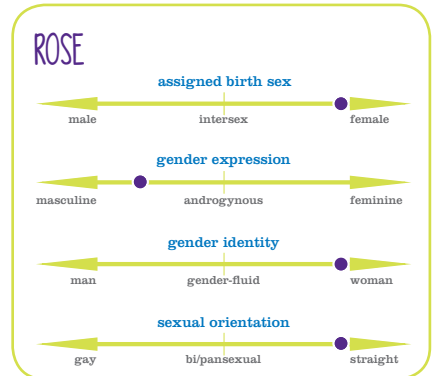 ROSE
assigned birth sex
male intersex female
gender expression
masculine androgynous feminine
gender identity
man gender-fluid woman
sexual orientation
gay bi/pansexual straight